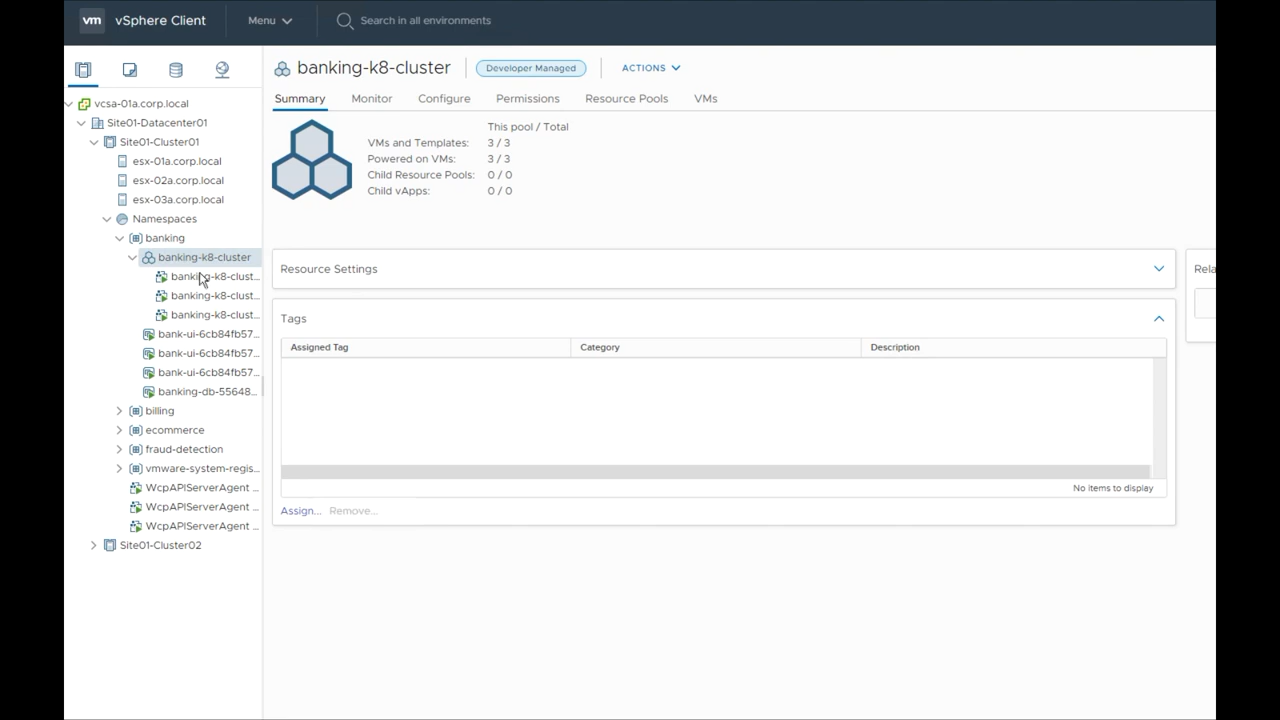 vm vSphere Client Menu Search in all environments
banking-k8-cluster Developer Managed ACTIONS
Summary Monitor Configure Permissions Resource Pools VMs
vcsa-01a.corp.local
Site01-Datacenter01
Site01-Cluster01
esx-01a.corp.local
esx-02a.corp.local
esx-03a.corp.local
Namespaces
banking
banking-k8-cluster
banking-k8-clust...
banking-k8-clust...
banking-k8-clust...
bank-ui-6cb84fb57...
bank-ui-6cb84fb57...
bank-ui-6cb84fb57...
banking-db-55648...
billing
ecommerce
fraud-detection
vmware-system-regis...
WcpAPIServerAgent ...
WcpAPIServerAgent ...
WcpAPIServerAgent ...
Site01-Cluster02
This pool / Total
VMs and Templates: 3 / 3
Powered on VMs: 3 / 3
Child Resource Pools: 0 / 0
Child vApps: 0 / 0
Resource Settings
Rela
Tags
Assigned Tag Category Description
No items to display
Assign... Remove...